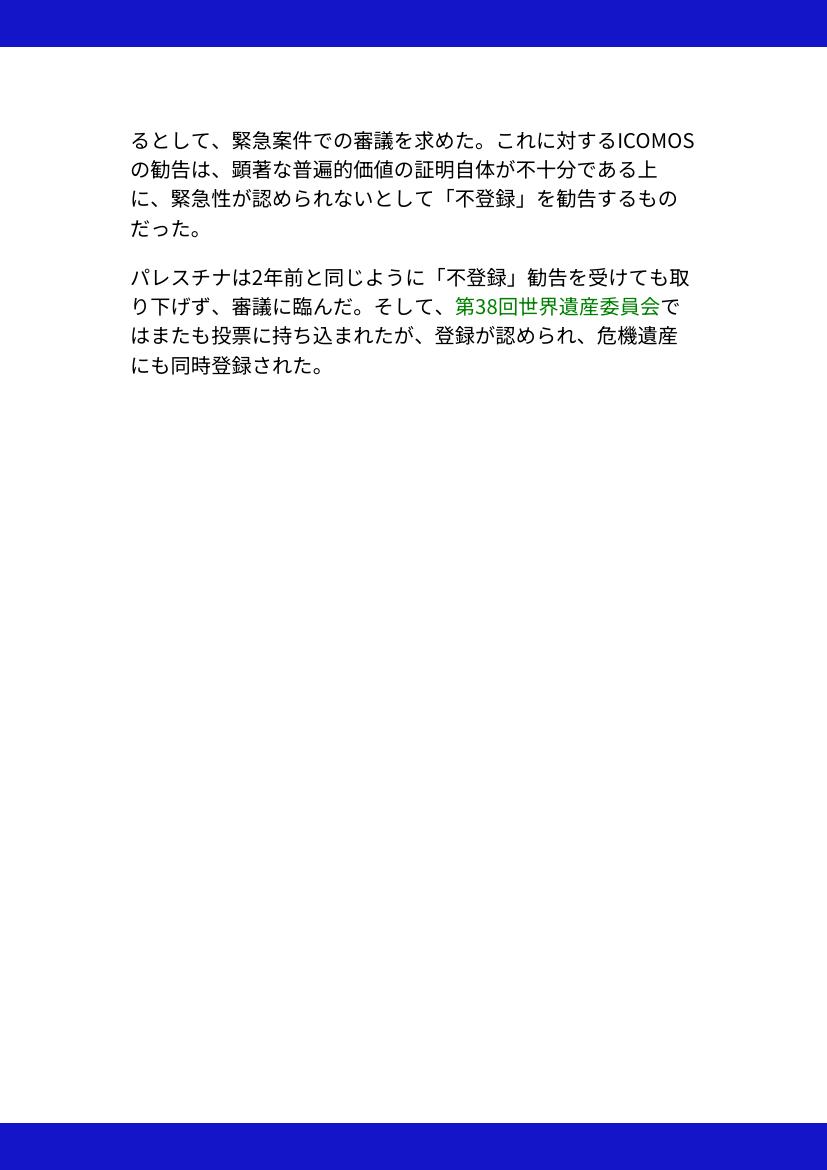 るとして、緊急案件での審議を求めた。これに対するICOMOS
の勧告は、顕著な普遍的価値の証明自体が不十分である上
に、緊急性が認められないとして「不登録」を勧告するもの
だった。
パレスチナは2年前と同じように「不登録」勧告を受けても取
り下げず、審議に臨んだ。そして、第38回世界遺産委員会で
はまたも投票に持ち込まれたが、登録が認められ、危機遺産
にも同時登録された。